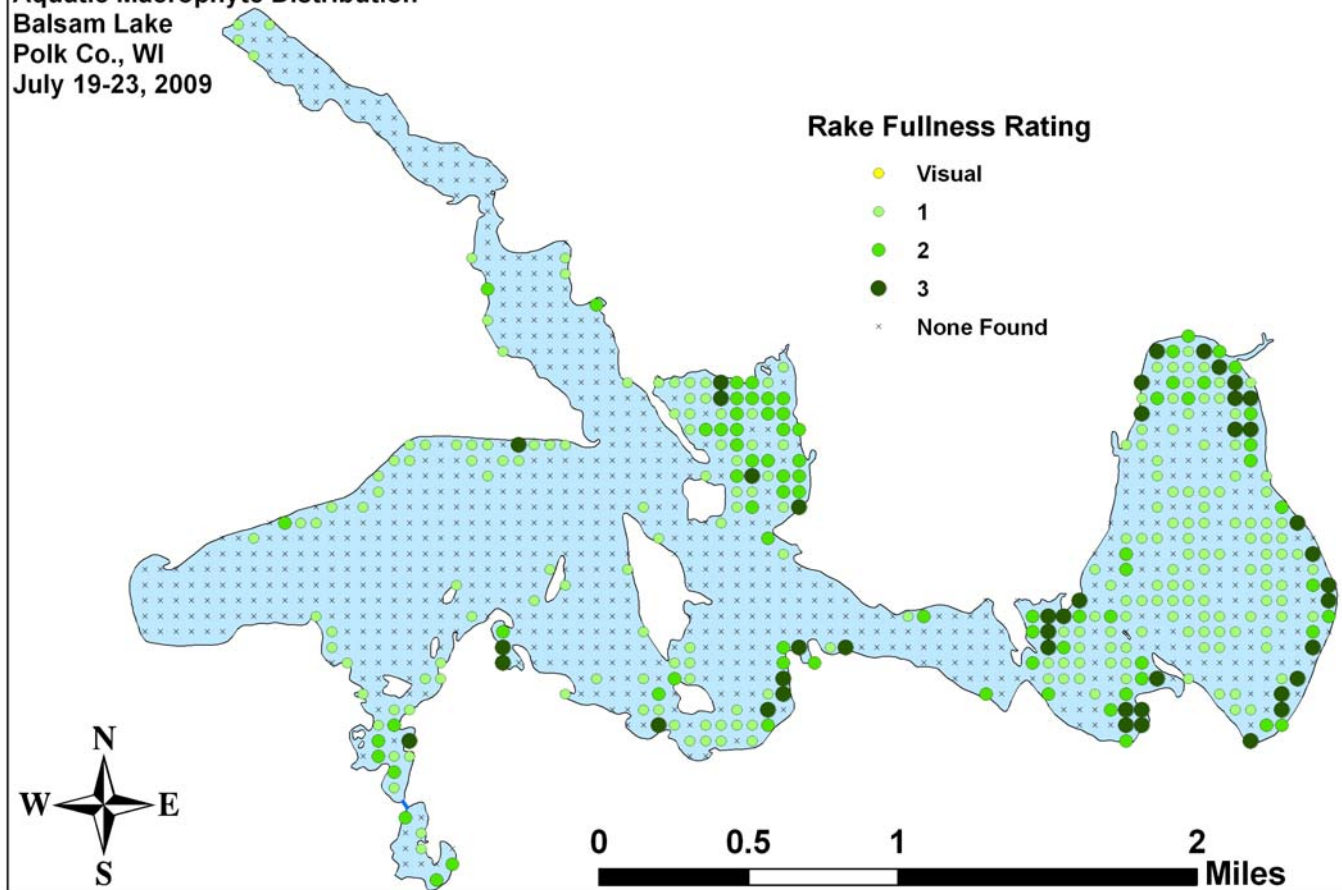 Aquatic Macrophyte Distribution
Balsam Lake
Polk Co., WI
July 19-23, 2009
Rake Fullness Rating
Visual
1
2
3
None Found
N
W E
S
0 0.5 1 2
Miles